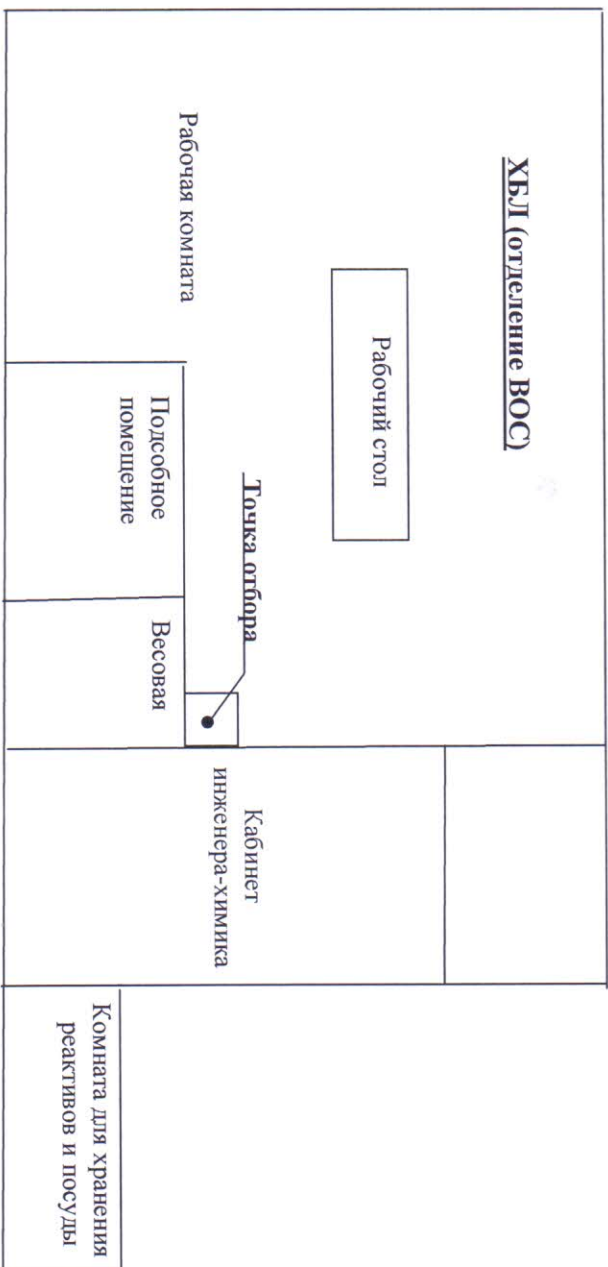 ХБЛ (отделение ВОС)
Рабочий стол
Рабочая комната
Точка отбора
Подсобное
помещение
Весовая
Кабинет
инженера-химика
Комната для хранения
реактивов и посуды